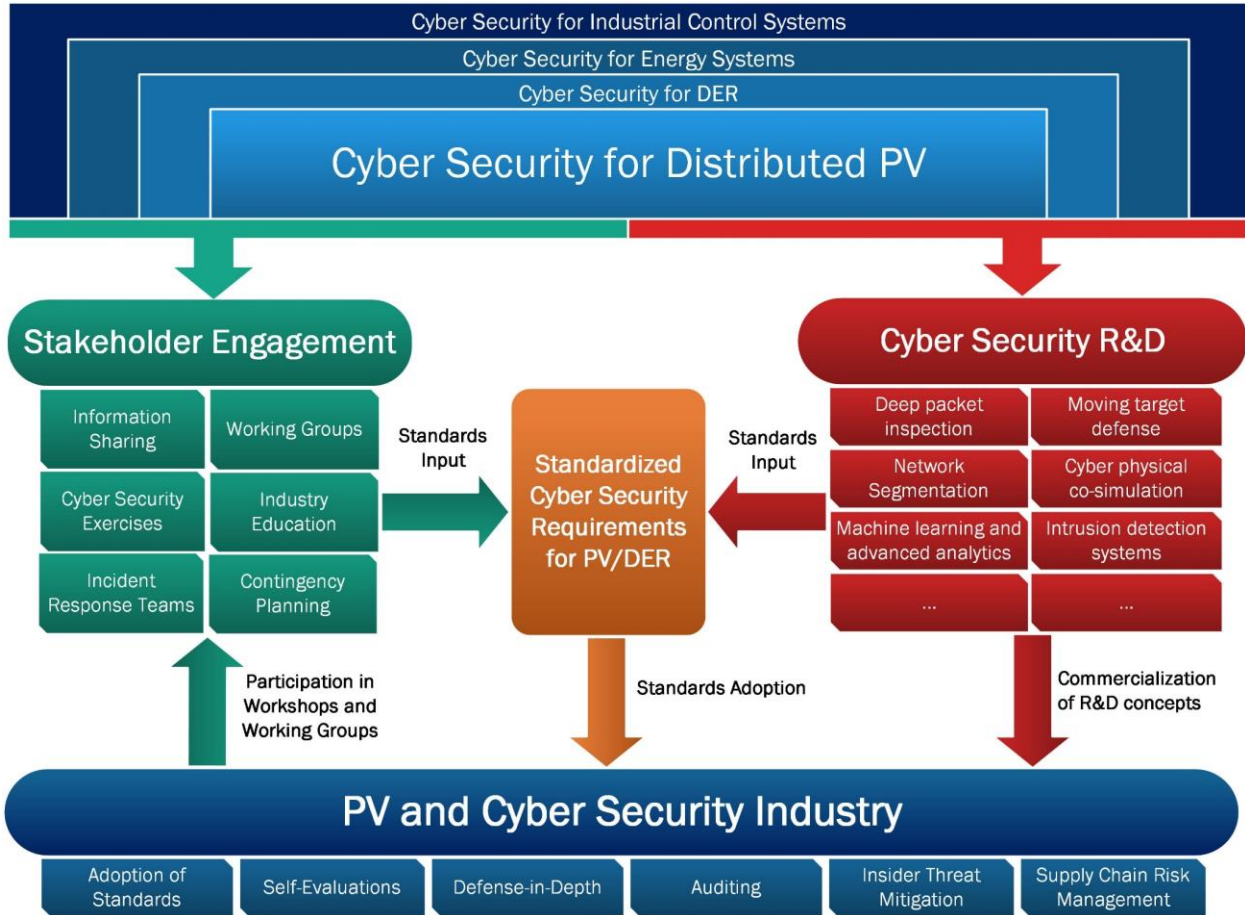 Cyber Security for Industrial Control Systems
Cyber Security for Energy Systems
Cyber Security for DER
Cyber Security for Distributed PV
Stakeholder Engagement
Information
Sharing
Working Groups
Cyber Security
Exercises
Industry
Education
Incident
Response Teams
Contingency
Planning
Standards
Input
Standardized
Cyber Security
Requirements
for PV/DER
Standards
Input
Cyber Security R&D
Deep packet
inspection
Moving target
defense
Network
Segmentation
Cyber physical
co-simulation
Machine learning and
advanced analytics
Intrusion detection
systems
...
...
Participation in
Workshops and
Working Groups
Standards Adoption
Commercialization
of R&D concepts
PV and Cyber Security Industry
Adoption of
Standards
Self-Evaluations
Defense-in-Depth
Auditing
Insider Threat
Mitigation
Supply Chain Risk
Management